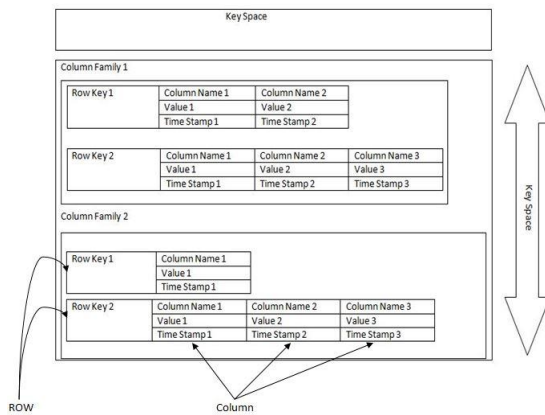 Key Space
Column Family 1
Row Key 1 Column Name 1 Column Name 2
Value 1 Value 2
Time Stamp 1 Time Stamp 2
Row Key 2 Column Name 1 Column Name 2 Column Name 3
Value 1 Value 2 Value 3
Time Stamp 1 Time Stamp 2 Time Stamp 3
Key Space
Column Family 2
Row Key 1 Column Name 1
Value 1
Time Stamp 1
Row Key 2 Column Name 1 Column Name 2 Column Name 3
Value 1 Value 2 Value 3
Time Stamp 1 Time Stamp 2 Time Stamp 3
ROW Column